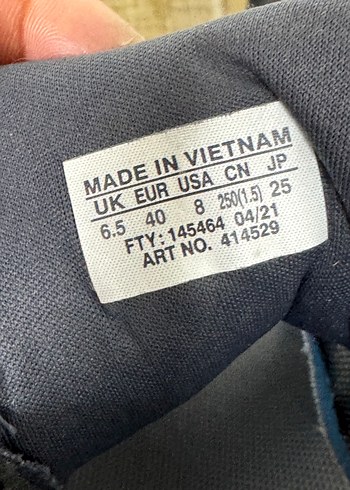 MADE IN VIETNAM
UK EUR USA CN JP
6.5 40 8 250(1.5) 25
FTY: 145464 04/21
ART NO. 414529